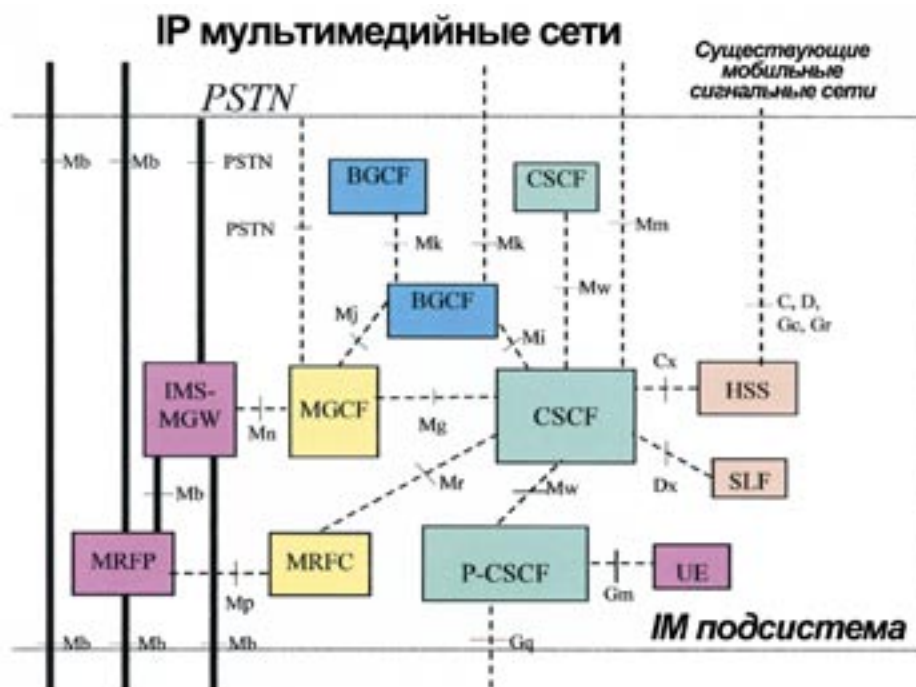 IP мультимедийные сети
Существующие
мобильные
сигнальные сети
PSTN
Mb
Mb
PSTN
BGCF
CSCF
PSTN
Mk
Mk
Mm
Mw
C, D,
Gc, Gr
BGCF
Mj
Mi
Cx
IMS-
MGW
Mn
MGCF
Mg
CSCF
HSS
Mr
Dx
SLF
Mb
Mw
MRFP
Mp
MRFC
P-CSCF
Gm
UE
IM подсистема
Mb
Mb
Mb
Gq